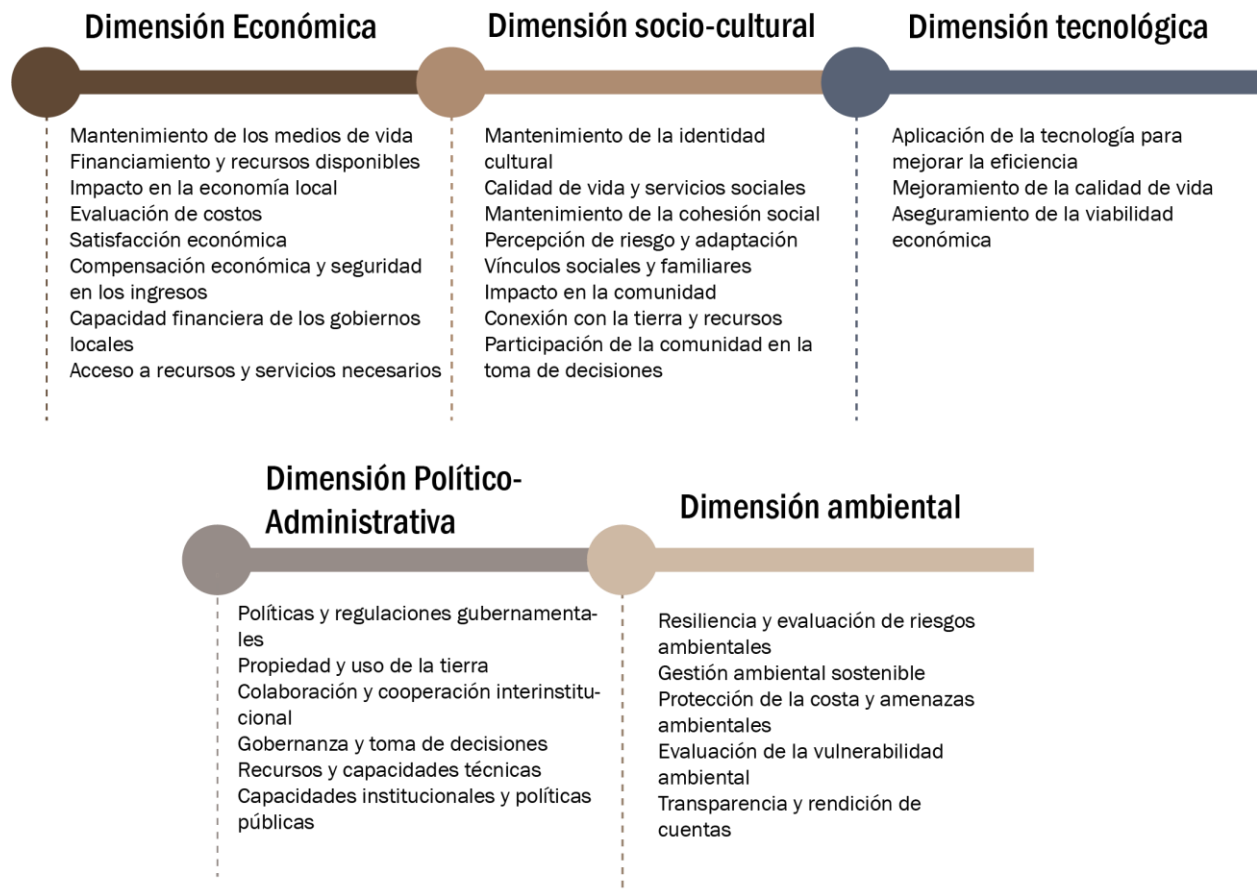 Dimensión Económica
Mantenimiento de los medios de vida
Financiamiento y recursos disponibles
Impacto en la economía local
Evaluación de costos
Satisfacción económica
Compensación económica y seguridad
en los ingresos
Capacidad financiera de los gobiernos
locales
Acceso a recursos y servicios necesarios
Dimensión socio-cultural
Mantenimiento de la identidad
cultural
Calidad de vida y servicios sociales
Mantenimiento de la cohesión social
Percepción de riesgo y adaptación
Vínculos sociales y familiares
Impacto en la comunidad
Conexión con la tierra y recursos
Participación de la comunidad en la
toma de decisiones
Dimensión tecnológica
Aplicación de la tecnología para
mejorar la eficiencia
Mejoramiento de la calidad de vida
Aseguramiento de la viabilidad
económica
Dimensión Político-
Administrativa
Políticas y regulaciones gubernamenta-
les
Propiedad y uso de la tierra
Colaboración y cooperación interinstitu-
cional
Gobernanza y toma de decisiones
Recursos y capacidades técnicas
Capacidades institucionales y políticas
públicas
Dimensión ambiental
Resiliencia y evaluación de riesgos
ambientales
Gestión ambiental sostenible
Protección de la costa y amenazas
ambientales
Evaluación de la vulnerabilidad
ambiental
Transparencia y rendición de
cuentas